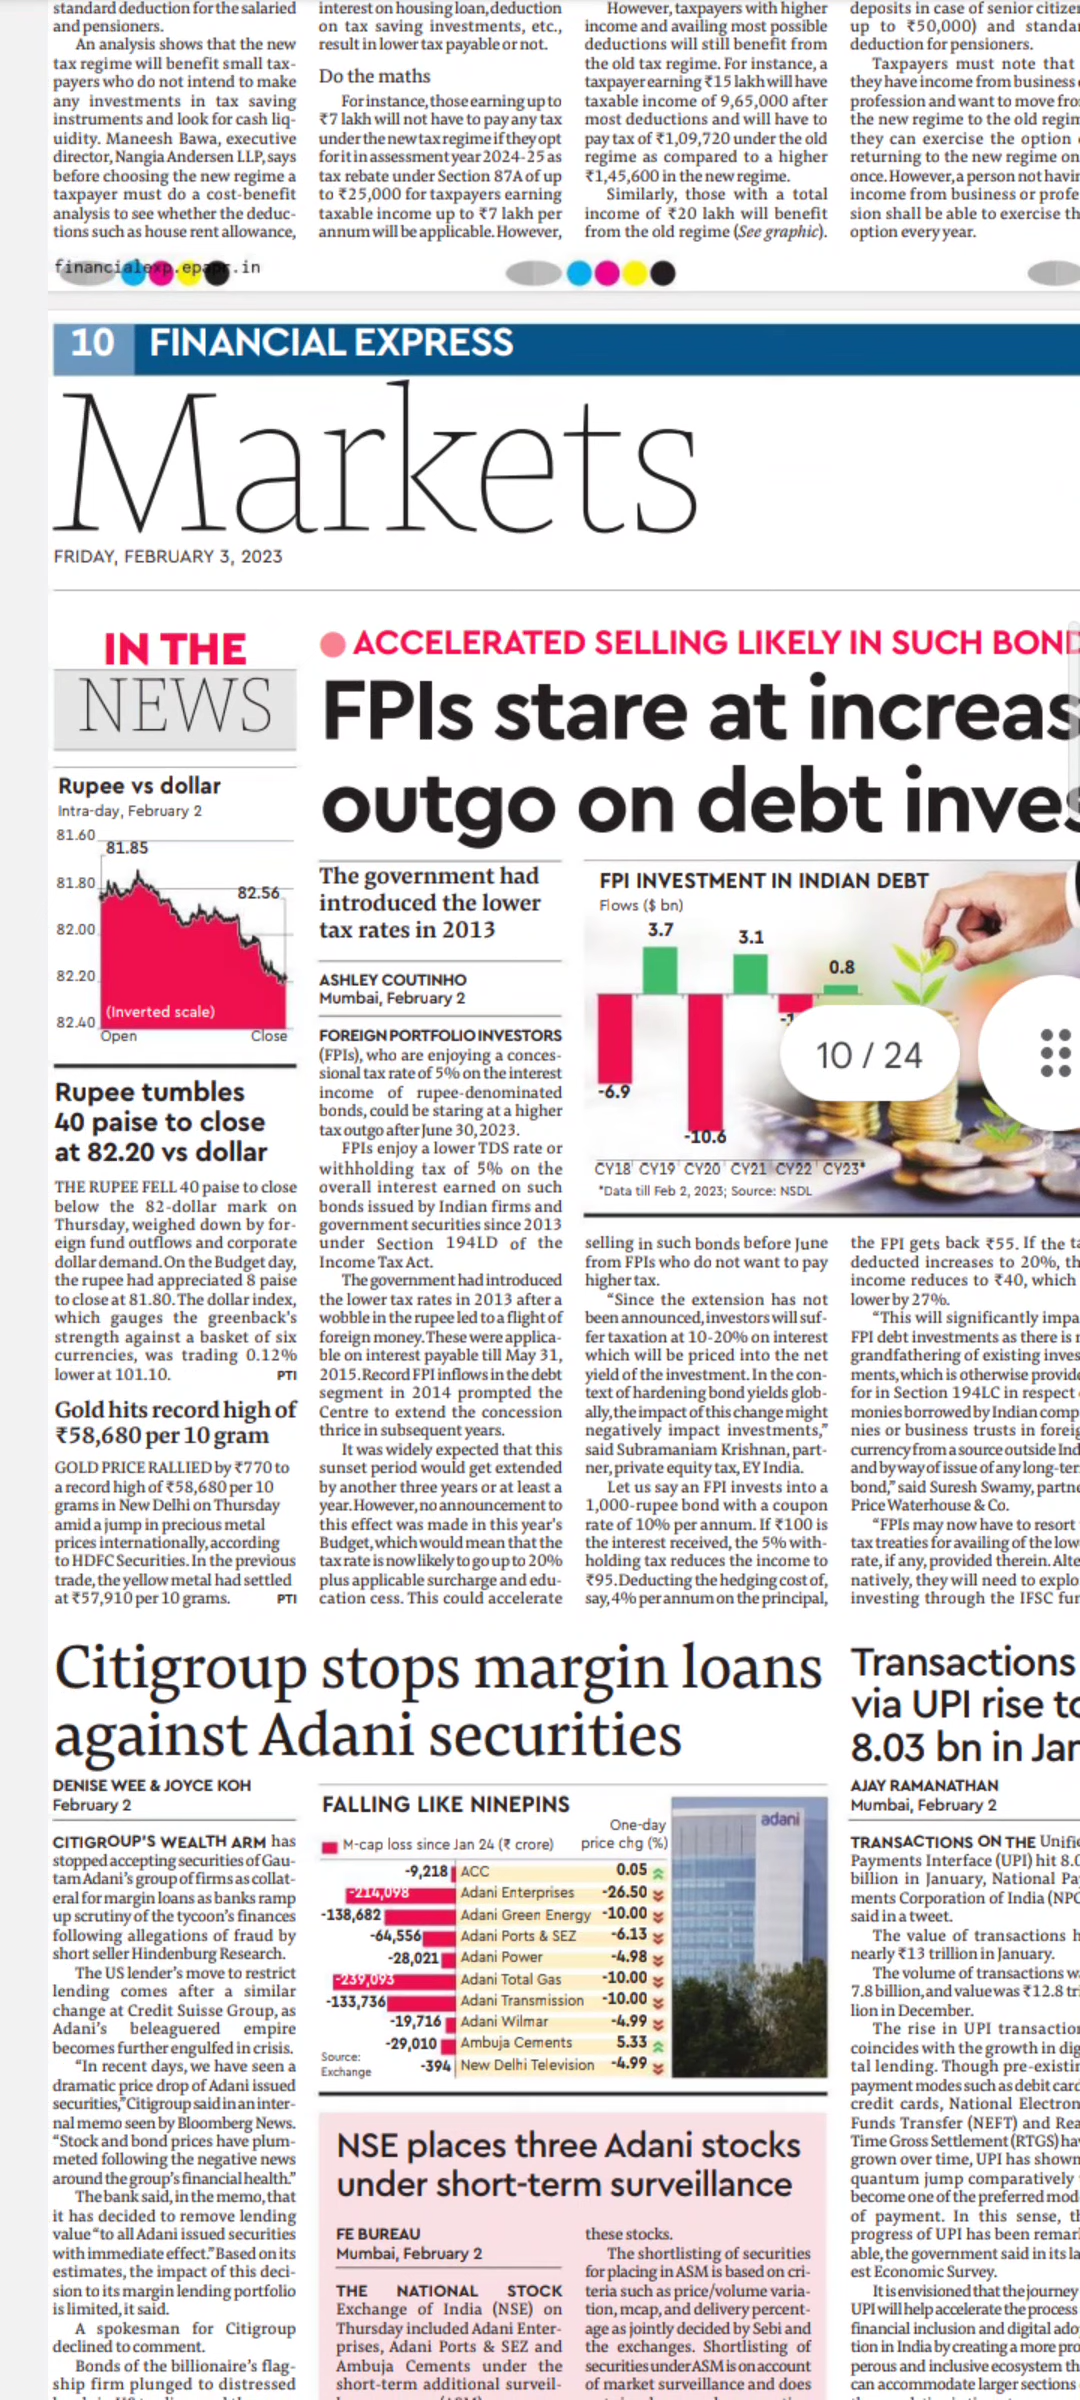 standard deduction for the salaried
and pensioners.
An analysis shows that the new
tax regime will benefit small tax-
payers who do not intend to make
any investments in tax saving
instruments and look for cash liq-
uidity. Maneesh Bawa, executive
director, Nangia Andersen LLP, says
before choosing the new regime a
taxpayer must do a cost-benefit
analysis to see whether the deduc-
tions such as house rent allowance,
interest on housing loan, deduction
on tax saving investments, etc.,
result in lower tax payable or not.
Do the maths
For instance, those earning up to
₹7 lakh will not have to pay any tax
under the new tax regime if they opt
for it in assessment year 2024-25 as
tax rebate under Section 87A of up
to ₹25,000 for taxpayers earning
taxable income up to ₹7 lakh per
annum will be applicable. However,
However, taxpayers with higher
income and availing most possible
deductions will still benefit from
the old tax regime. For instance, a
taxpayer earning ₹15 lakh will have
taxable income of 9,65,000 after
most deductions and will have to
pay tax of ₹1,09,720 under the old
regime as compared to a higher
₹1,45,600 in the new regime.
Similarly, those with a total
income of ₹20 lakh will benefit
from the old regime (See graphic).
deposits in case of senior citize
up to ₹50,000) and standa
deduction for pensioners.
Taxpayers must note that
they have income from business
profession and want to move fro
the new regime to the old regim
they can exercise the option
returning to the new regime on
once. However, a person not havin
income from business or profe
sion shall be able to exercise th
option every year.
financialexp.epapr.in
10 FINANCIAL EXPRESS
Markets
FRIDAY, FEBRUARY 3, 2023
IN THE
NEWS
Rupee vs dollar
Intra-day, February 2
81.60
81.85
81.80
82.56
82.00
82.20
(Inverted scale)
82.40
Open Close
Rupee tumbles
40 paise to close
at 82.20 vs dollar
THE RUPEE FELL 40 paise to close
below the 82-dollar mark on
Thursday, weighed down by for-
eign fund outflows and corporate
dollar demand. On the Budget day,
the rupee had appreciated 8 paise
to close at 81.80. The dollar index,
which gauges the greenback's
strength against a basket of six
currencies, was trading 0.12%
lower at 101.10. PTI
Gold hits record high of
₹58,680 per 10 gram
GOLD PRICE RALLIED by ₹770 to
a record high of ₹58,680 per 10
grams in New Delhi on Thursday
amid a jump in precious metal
prices internationally, according
to HDFC Securities. In the previous
trade, the yellow metal had settled
at ₹57,910 per 10 grams. PTI
ACCELERATED SELLING LIKELY IN SUCH BOND
FPIs stare at increas
outgo on debt inves
The government had
introduced the lower
tax rates in 2013
ASHLEY COUTINHO
Mumbai, February 2
FOREIGN PORTFOLIO INVESTORS
(FPIs), who are enjoying a conces-
sional tax rate of 5% on the interest
income of rupee-denominated
bonds, could be staring at a higher
tax outgo after June 30, 2023.
FPIs enjoy a lower TDS rate or
withholding tax of 5% on the
overall interest earned on such
bonds issued by Indian firms and
government securities since 2013
under Section 194LD of the
Income Tax Act.
The government had introduced
the lower tax rates in 2013 after a
wobble in the rupee led to a flight of
foreign money. These were applica-
ble on interest payable till May 31,
2015. Record FPI inflows in the debt
segment in 2014 prompted the
Centre to extend the concession
thrice in subsequent years.
It was widely expected that this
sunset period would get extended
by another three years or at least a
year. However, no announcement to
this effect was made in this year's
Budget, which would mean that the
tax rate is now likely to go up to 20%
plus applicable surcharge and edu-
cation cess. This could accelerate
FPI INVESTMENT IN INDIAN DEBT
Flows ($ bn)
3.7
3.1
0.8
-1
-6.9
-10.6
CY18 CY19 CY20 CY21 CY22 CY23*
*Data till Feb 2, 2023; Source: NSDL
10 / 24
selling in such bonds before June
from FPIs who do not want to pay
higher tax.
"Since the extension has not
been announced, investors will suf-
fer taxation at 10-20% on interest
which will be priced into the net
yield of the investment. In the con-
text of hardening bond yields glob-
ally, the impact of this change might
negatively impact investments,"
said Subramaniam Krishnan, part-
ner, private equity tax, EY India.
Let us say an FPI invests into a
1,000-rupee bond with a coupon
rate of 10% per annum. If ₹100 is
the interest received, the 5% with-
holding tax reduces the income to
₹95. Deducting the hedging cost of,
say, 4% per annum on the principal,
the FPI gets back ₹55. If the ta
deducted increases to 20%, th
income reduces to ₹40, which
lower by 27%.
"This will significantly impa
FPI debt investments as there is n
grandfathering of existing inves
ments, which is otherwise provide
for in Section 194LC in respect
monies borrowed by Indian comp
nies or business trusts in foreig
currency from a source outside Ind
and by way of issue of any long-ter
bond," said Suresh Swamy, partne
Price Waterhouse & Co.
"FPIs may now have to resort
tax treaties for availing of the low
rate, if any, provided therein. Alte
natively, they will need to explo
investing through the IFSC fur
Citigroup stops margin loans
against Adani securities
DENISE WEE & JOYCE KOH
February 2
CITIGROUP'S WEALTH ARM has
stopped accepting securities of Gau-
tam Adani's group of firms as collat-
eral for margin loans as banks ramp
up scrutiny of the tycoon's finances
following allegations of fraud by
short seller Hindenburg Research.
The US lender's move to restrict
lending comes after a similar
change at Credit Suisse Group, as
Adani's beleaguered empire
becomes further engulfed in crisis.
"In recent days, we have seen a
dramatic price drop of Adani issued
securities," Citigroup said in an inter-
nal memo seen by Bloomberg News.
"Stock and bond prices have plum-
meted following the negative news
around the group's financial health."
The bank said, in the memo, that
it has decided to remove lending
value "to all Adani issued securities
with immediate effect." Based on its
estimates, the impact of this deci-
sion to its margin lending portfolio
is limited, it said.
A spokesman for Citigroup
declined to comment.
Bonds of the billionaire's flag-
ship firm plunged to distressed
FALLING LIKE NINEPINS
M-cap loss since Jan 24 (₹ crore)
One-day
price chg (%)
-9,218 ACC 0.05
-214,098 Adani Enterprises -26.50
-138,682 Adani Green Energy -10.00
-64,556 Adani Ports & SEZ -6.13
-28,021 Adani Power -4.98
-239,093 Adani Total Gas -10.00
-133,736 Adani Transmission -10.00
-19,716 Adani Wilmar -4.99
-29,010 Ambuja Cements 5.33
-394 New Delhi Television -4.99
Source:
Exchange
adani
NSE places three Adani stocks
under short-term surveillance
FE BUREAU
Mumbai, February 2
THE NATIONAL STOCK
Exchange of India (NSE) on
Thursday included Adani Enter-
prises, Adani Ports & SEZ and
Ambuja Cements under the
short-term additional surveil-
these stocks.
The shortlisting of securities
for placing in ASM is based on cri-
teria such as price/volume varia-
tion, mcap, and delivery percent-
age as jointly decided by Sebi and
the exchanges. Shortlisting of
securities under ASM is on account
of market surveillance and does
Transactions
via UPI rise to
8.03 bn in Jan
AJAY RAMANATHAN
Mumbai, February 2
TRANSACTIONS ON THE Unifie
Payments Interface (UPI) hit 8.0
billion in January, National Pa
ments Corporation of India (NPC
said in a tweet.
The value of transactions h
nearly ₹13 trillion in January.
The volume of transactions wa
7.8 billion, and value was ₹12.8 tri
lion in December.
The rise in UPI transaction
coincides with the growth in dig
tal lending. Though pre-existin
payment modes such as debit card
credit cards, National Electron
Funds Transfer (NEFT) and Rea
Time Gross Settlement (RTGS) hav
grown over time, UPI has shown
quantum jump comparatively
become one of the preferred mod
of payment. In this sense, th
progress of UPI has been remark
able, the government said in its la
est Economic Survey.
It is envisioned that the journey
UPI will help accelerate the process
financial inclusion and digital ado
tion in India by creating a more pro
perous and inclusive ecosystem th
can accommodate larger sections